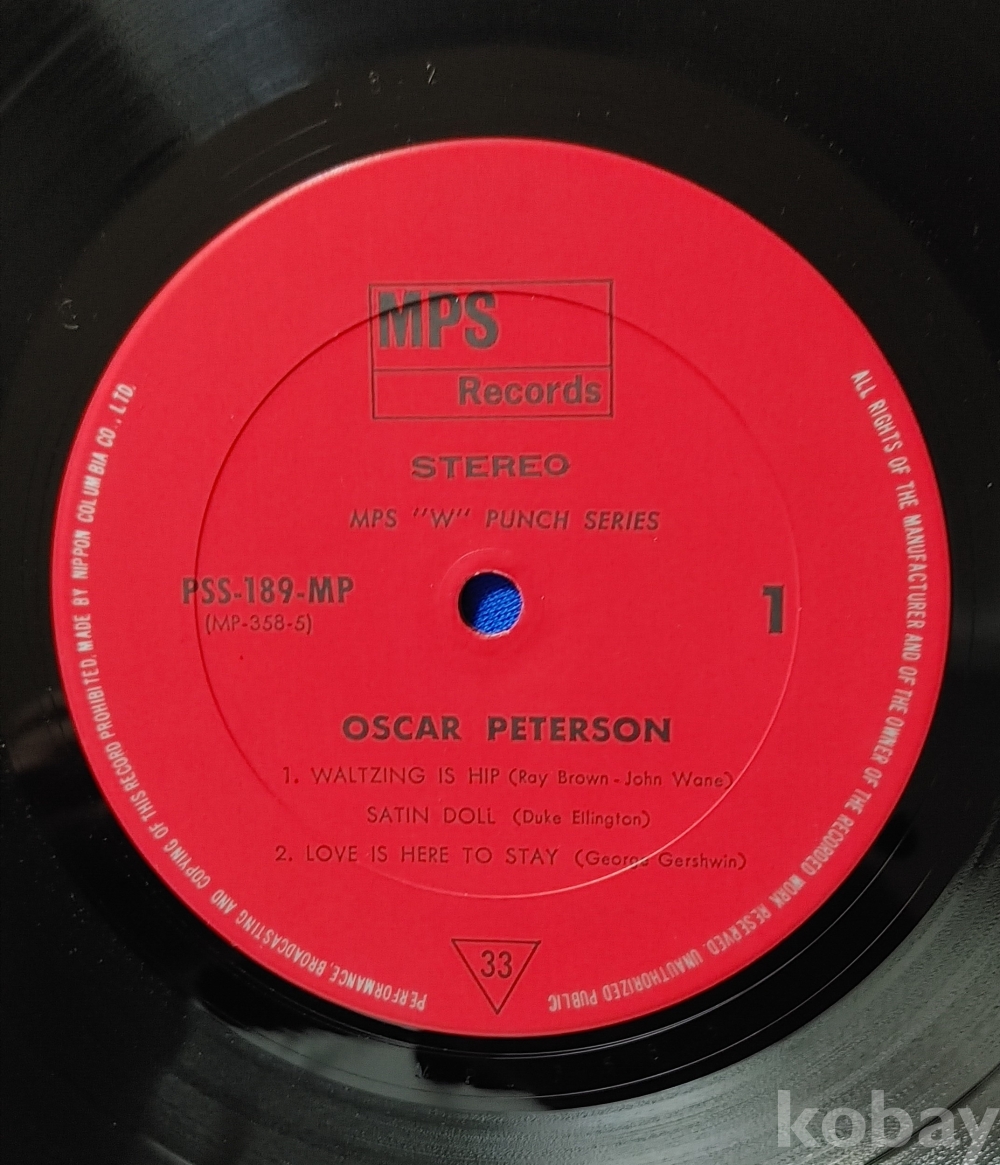 MPS
Records
STEREO
MPS "W" PUNCH SERIES
PSS-189-MP
(MP-358-5)
1
OSCAR PETERSON
1. WALTZING IS HIP (Ray Brown - John Wane)
SATIN DOLL (Duke Ellington)
2. LOVE IS HERE TO STAY (George Gershwin)
33
ALL RIGHTS OF THE MANUFACTURER AND OF THE OWNER OF THE RECORDED WORK RESERVED. UNAUTHORIZED PUBLIC
PERFORMANCE, BROADCASTING AND COPYING OF THIS RECORD PROHIBITED. MADE BY NIPPON COLUMBIA CO., LTD.
kobay